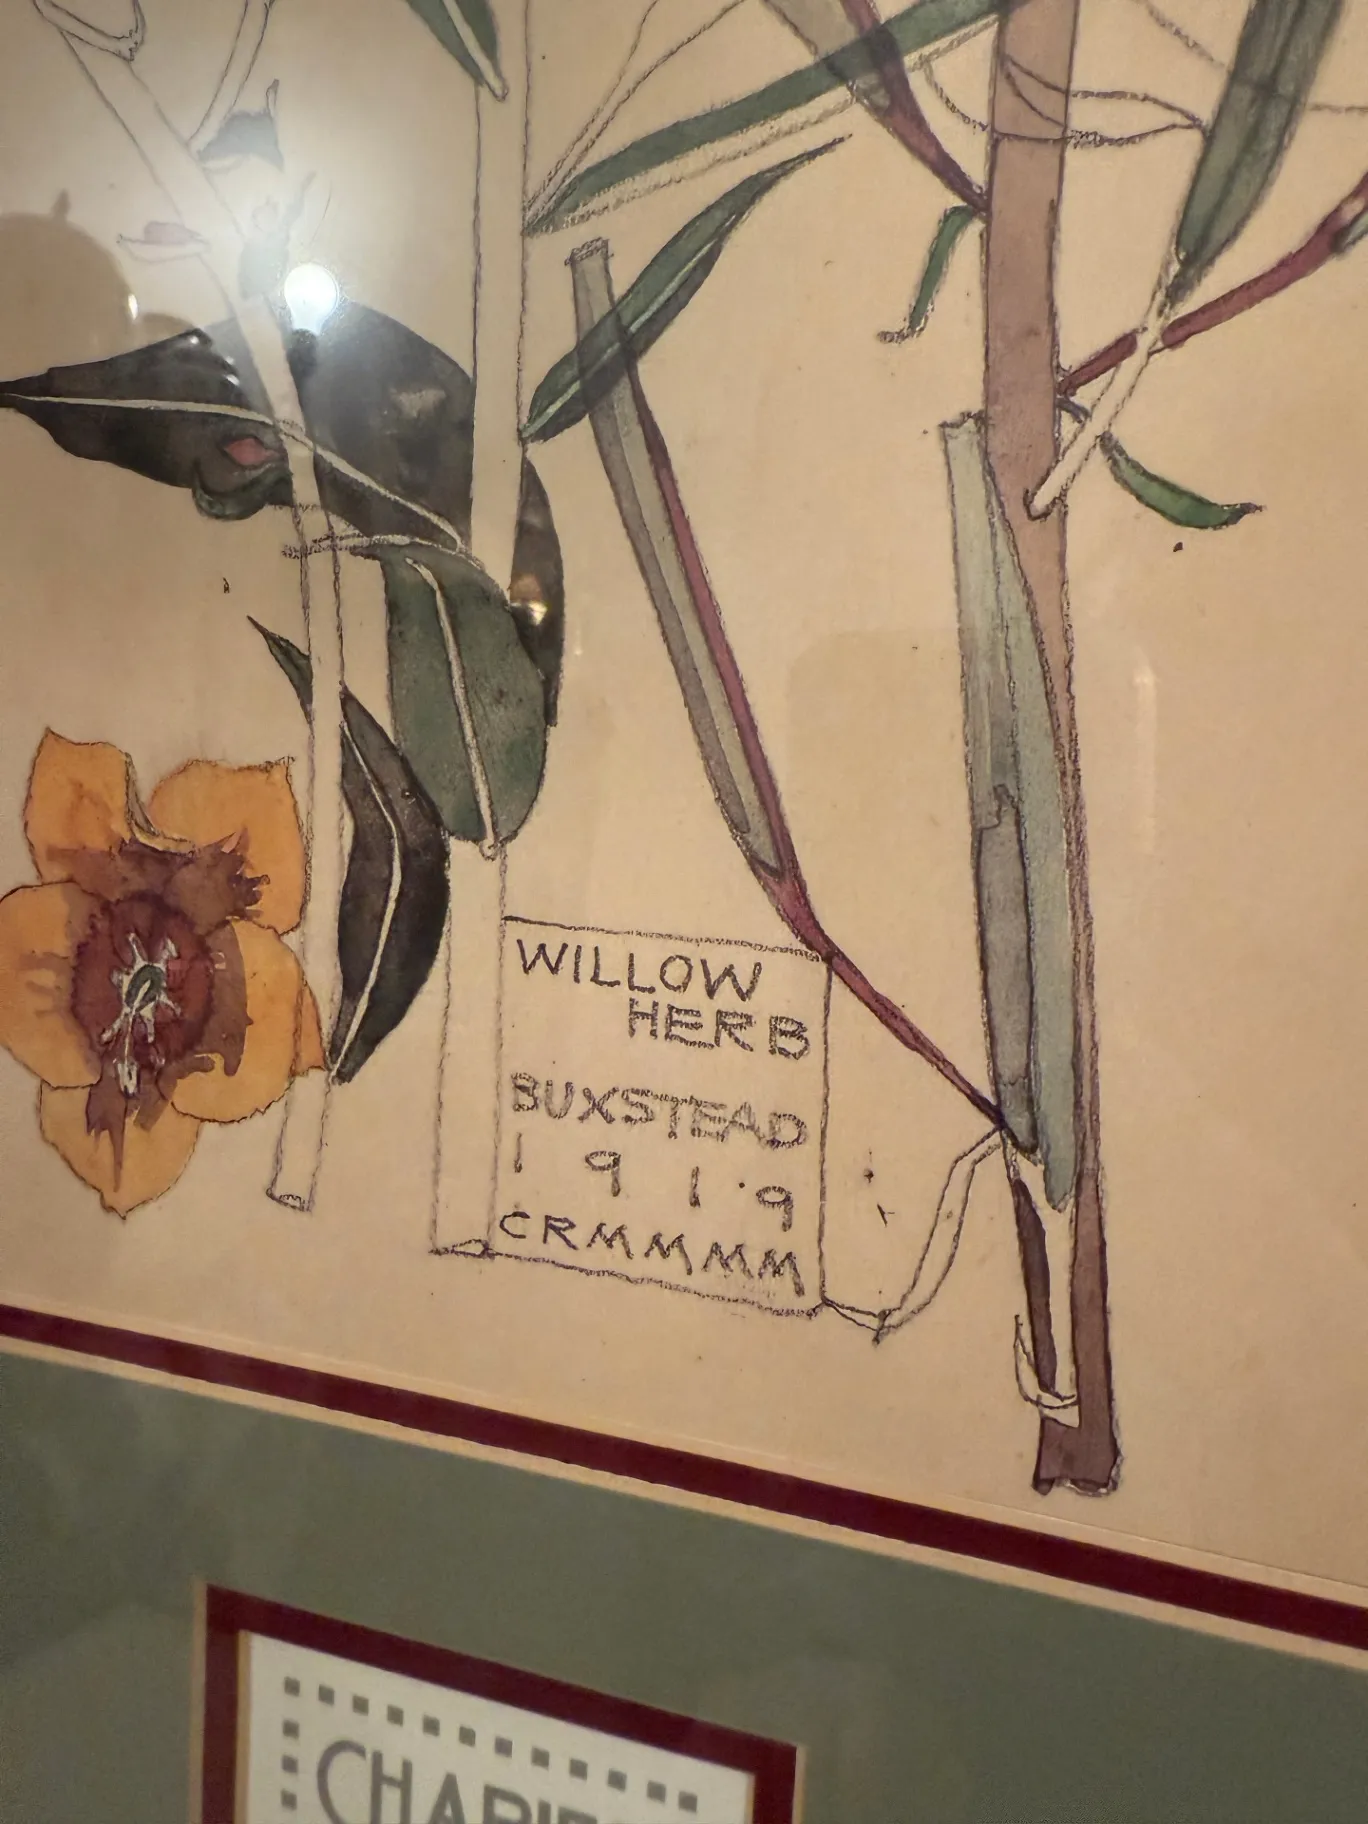 WILLOW
HERB
BUXSTEAD
1 9 1 9
CRMMMM